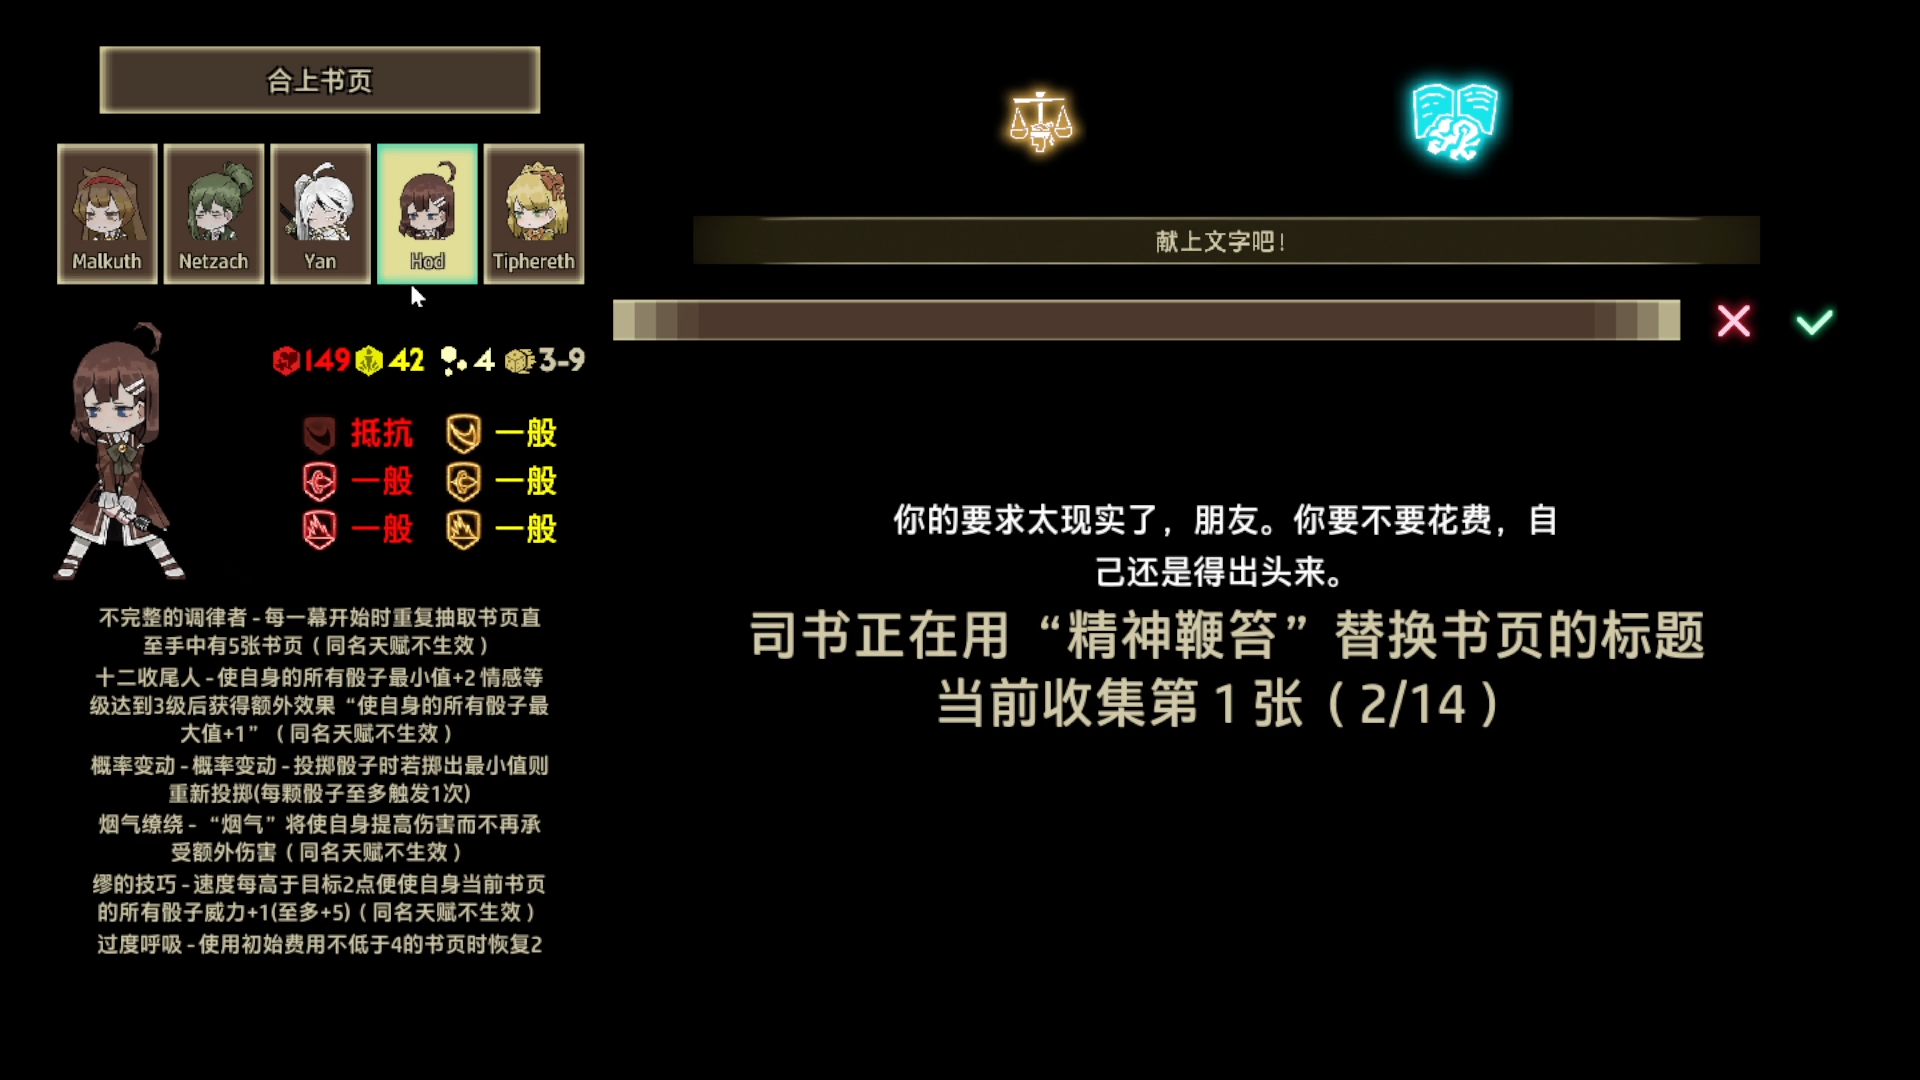 合上书页
Malkuth
Netzach
Yan
Hod
Tiphereth
149 42 4 3-9
抵抗 一般
一般 一般
一般 一般
不完整的调律者-每一幕开始时重复抽取书页直
至手中有5张书页（同名天赋不生效）
十二收尾人-使自身的所有骰子最小值+2 情感等
级达到3级后获得额外效果“使自身的所有骰子最
大值+1”（同名天赋不生效）
概率变动-概率变动-投掷骰子时若掷出最小值则
重新投掷(每颗骰子至多触发1次)
烟气缭绕-“烟气”将使自身提高伤害而不再承
受额外伤害（同名天赋不生效）
缪的技巧-速度每高于目标2点便使自身当前书页
的所有骰子威力+1(至多+5)（同名天赋不生效）
过度呼吸-使用初始费用不低于4的书页时恢复2
献上文字吧！
你的要求太现实了，朋友。你要不要花费，自
己还是得出头来。
司书正在用“精神鞭笞”替换书页的标题
当前收集第1张（2/14）